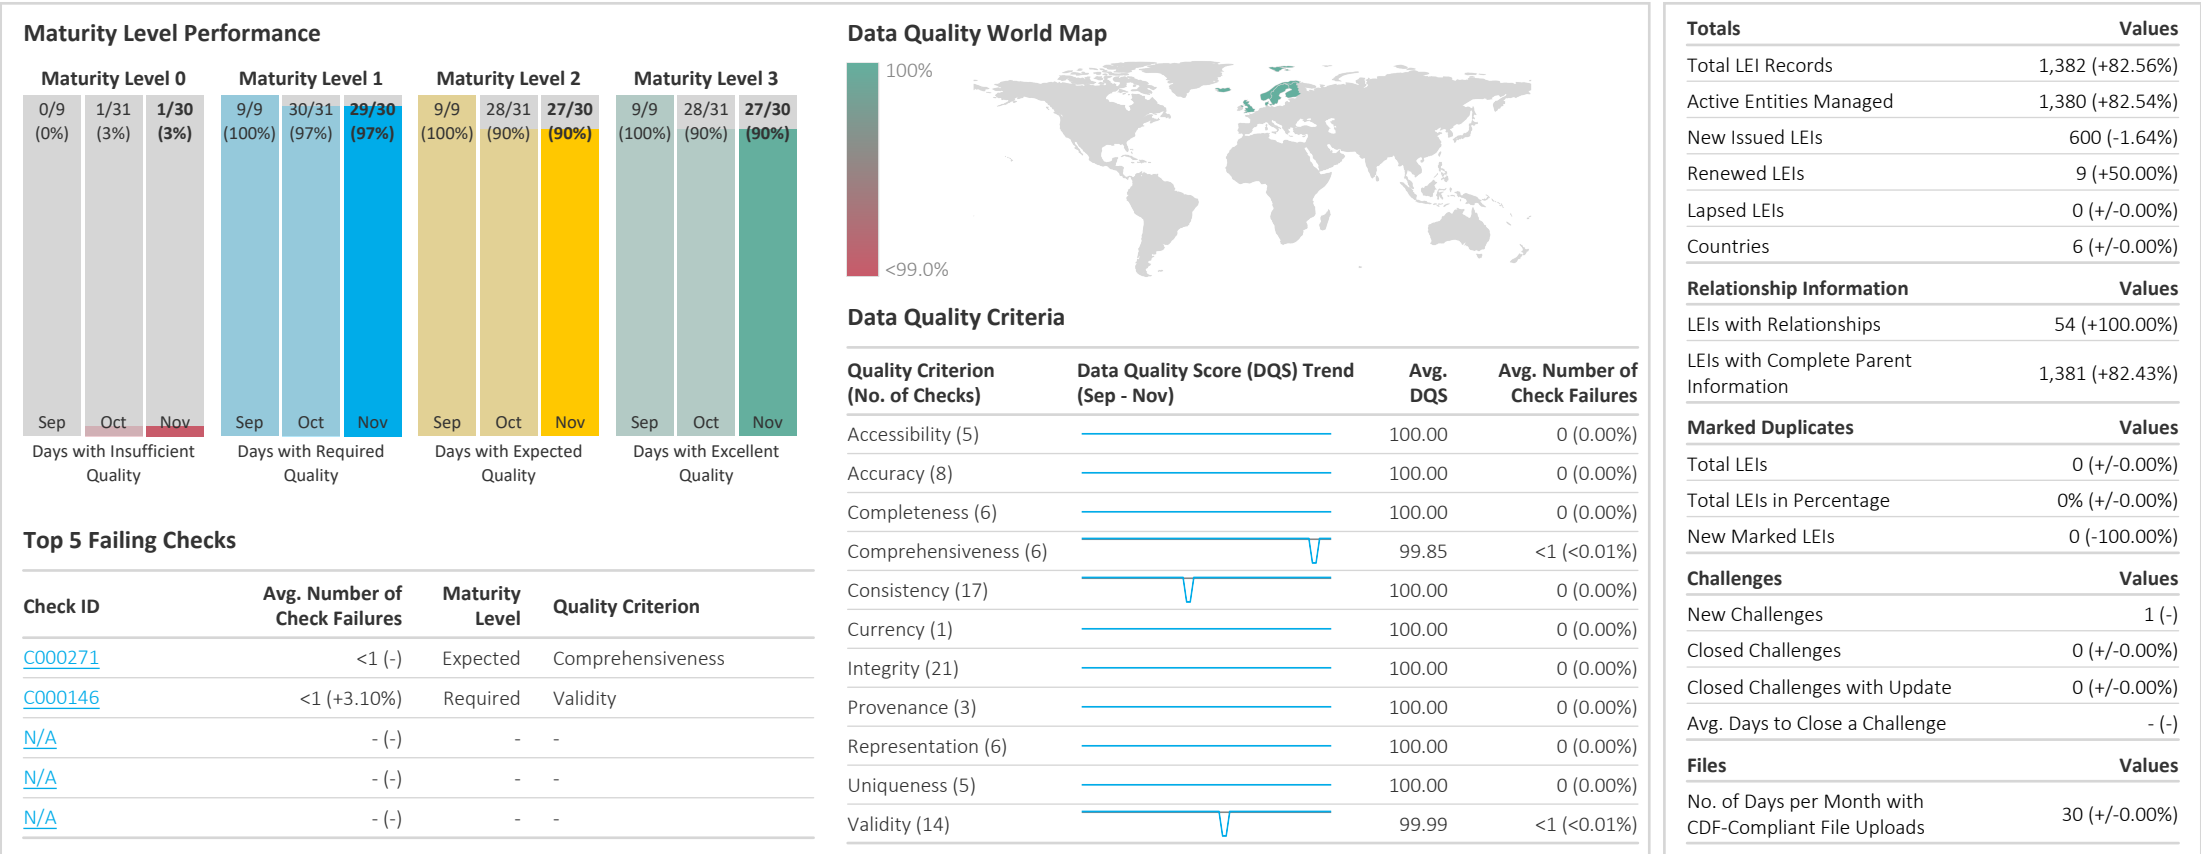 Maturity Level Performance
Maturity Level 0
Maturity Level 1
Maturity Level 2
Maturity Level 3
0/9 1/31 1/30
(0%) (3%) (3%)
9/9 30/31 29/30
(100%) (97%) (97%)
9/9 28/31 27/30
(100%) (90%) (90%)
9/9 28/31 27/30
(100%) (90%) (90%)
Sep Oct Nov
Sep Oct Nov
Sep Oct Nov
Sep Oct Nov
Days with Insufficient
Quality
Days with Required
Quality
Days with Expected
Quality
Days with Excellent
Quality
Top 5 Failing Checks
Check ID
Avg. Number of
Check Failures
Maturity
Level
Quality Criterion
C000271 <1 (-) Expected Comprehensiveness
C000146 <1 (+3.10%) Required Validity
N/A - (-) - -
N/A - (-) - -
N/A - (-) - -
Data Quality World Map
100%
<99.0%
Data Quality Criteria
Quality Criterion
(No. of Checks)
Data Quality Score (DQS) Trend
(Sep - Nov)
Avg.
DQS
Avg. Number of
Check Failures
Accessibility (5) 100.00 0 (0.00%)
Accuracy (8) 100.00 0 (0.00%)
Completeness (6) 100.00 0 (0.00%)
Comprehensiveness (6) 99.85 <1 (<0.01%)
Consistency (17) 100.00 0 (0.00%)
Currency (1) 100.00 0 (0.00%)
Integrity (21) 100.00 0 (0.00%)
Provenance (3) 100.00 0 (0.00%)
Representation (6) 100.00 0 (0.00%)
Uniqueness (5) 100.00 0 (0.00%)
Validity (14) 99.99 <1 (<0.01%)
Totals Values
Total LEI Records 1,382 (+82.56%)
Active Entities Managed 1,380 (+82.54%)
New Issued LEIs 600 (-1.64%)
Renewed LEIs 9 (+50.00%)
Lapsed LEIs 0 (+/-0.00%)
Countries 6 (+/-0.00%)
Relationship Information Values
LEIs with Relationships 54 (+100.00%)
LEIs with Complete Parent
Information 1,381 (+82.43%)
Marked Duplicates Values
Total LEIs 0 (+/-0.00%)
Total LEIs in Percentage 0% (+/-0.00%)
New Marked LEIs 0 (-100.00%)
Challenges Values
New Challenges 1 (-)
Closed Challenges 0 (+/-0.00%)
Closed Challenges with Update 0 (+/-0.00%)
Avg. Days to Close a Challenge - (-)
Files Values
No. of Days per Month with
CDF-Compliant File Uploads 30 (+/-0.00%)